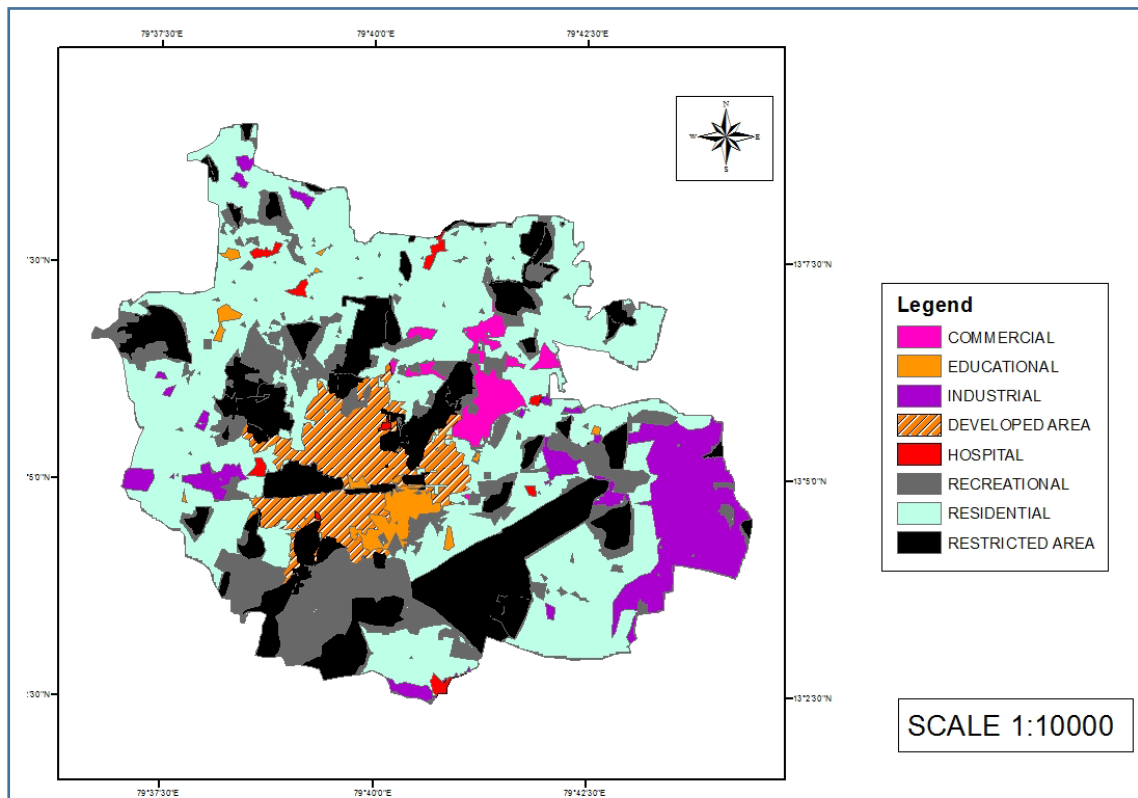 79°37'30"E 79°40'0"E 79°42'30"E
N
W E
S
'30"N 13°7'30"N
Legend
COMMERCIAL
EDUCATIONAL
INDUSTRIAL
DEVELOPED AREA
HOSPITAL
RECREATIONAL
RESIDENTIAL
RESTRICTED AREA
'5'0"N 13°5'0"N
'30"N 13°2'30"N
SCALE 1:10000
79°37'30"E 79°40'0"E 79°42'30"E